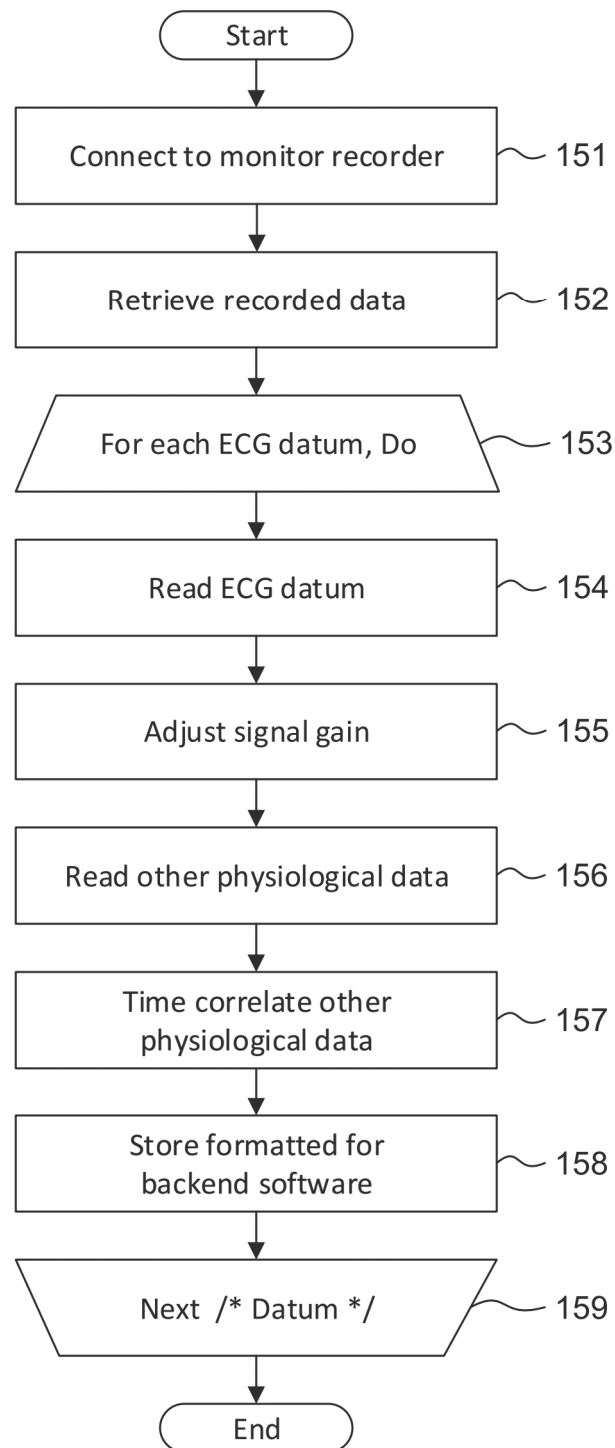 Start
Connect to monitor recorder
151
Retrieve recorded data
152
For each ECG datum, Do
153
Read ECG datum
154
Adjust signal gain
155
Read other physiological data
156
Time correlate other
physiological data
157
Store formatted for
backend software
158
Next /* Datum */
159
End